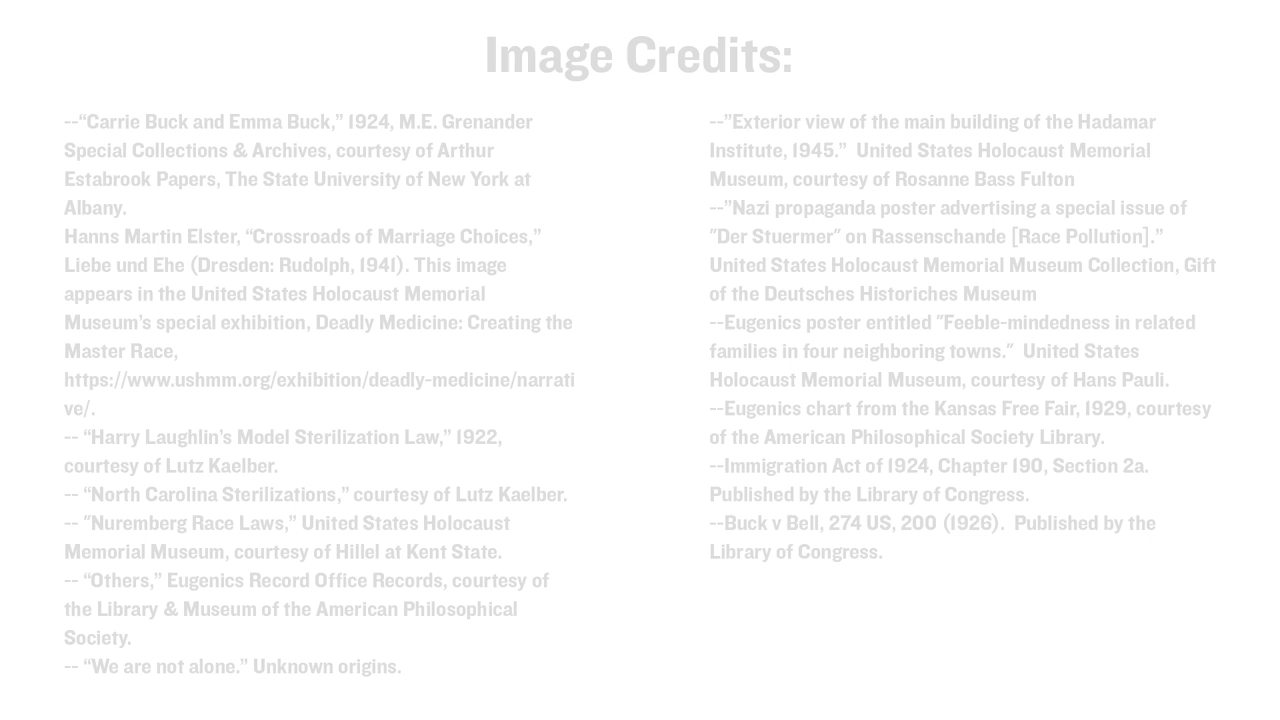 Image Credits:
--“Carrie Buck and Emma Buck,” 1924, M.E. Grenander
Special Collections & Archives, courtesy of Arthur
Estabrook Papers, The State University of New York at
Albany.
Hanns Martin Elster, “Crossroads of Marriage Choices,”
Liebe und Ehe (Dresden: Rudolph, 1941). This image
appears in the United States Holocaust Memorial
Museum’s special exhibition, Deadly Medicine: Creating the
Master Race,
https://www.ushmm.org/exhibition/deadly-medicine/narrati
ve/.
-- “Harry Laughlin’s Model Sterilization Law,” 1922,
courtesy of Lutz Kaelber.
-- “North Carolina Sterilizations,” courtesy of Lutz Kaelber.
-- "Nuremberg Race Laws,” United States Holocaust
Memorial Museum, courtesy of Hillel at Kent State.
-- “Others,” Eugenics Record Office Records, courtesy of
the Library & Museum of the American Philosophical
Society.
-- “We are not alone.” Unknown origins.
--”Exterior view of the main building of the Hadamar
Institute, 1945.”  United States Holocaust Memorial
Museum, courtesy of Rosanne Bass Fulton
--”Nazi propaganda poster advertising a special issue of
"Der Stuermer" on Rassenschande [Race Pollution].”
United States Holocaust Memorial Museum Collection, Gift
of the Deutsches Historiches Museum
--Eugenics poster entitled "Feeble-mindedness in related
families in four neighboring towns."  United States
Holocaust Memorial Museum, courtesy of Hans Pauli.
--Eugenics chart from the Kansas Free Fair, 1929, courtesy
of the American Philosophical Society Library.
--Immigration Act of 1924, Chapter 190, Section 2a.
Published by the Library of Congress.
--Buck v Bell, 274 US, 200 (1926).  Published by the
Library of Congress.